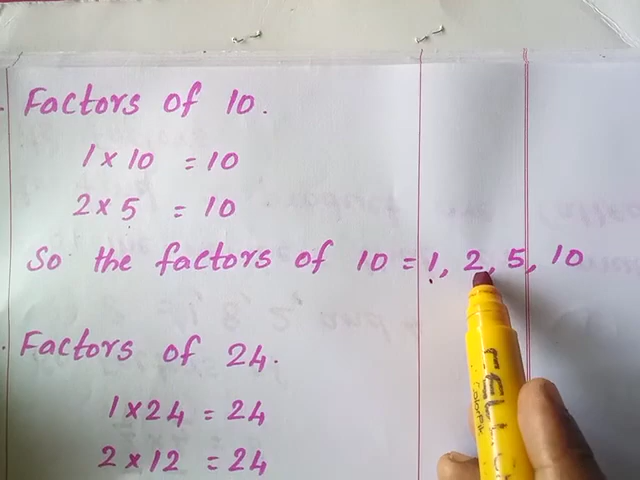 Factors of 10.
1 x 10 = 10
2 x 5 = 10
So the factors of 10 = 1, 2, 5, 10
Factors of 24.
1 x 24 = 24
2 x 12 = 24